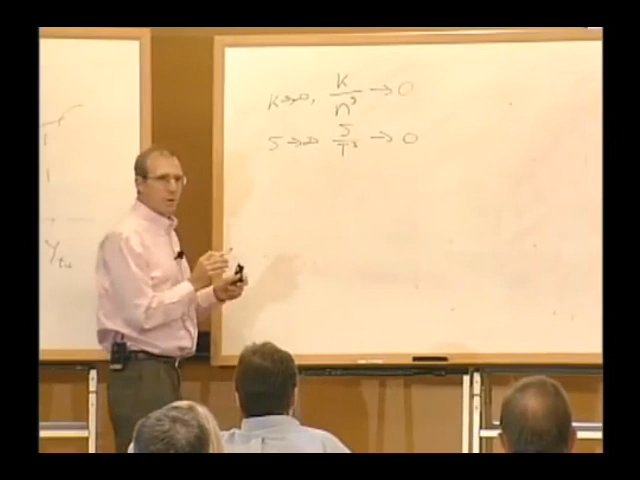 k→∞, k/n³ → 0
S→∞ S/T³ → 0
Y